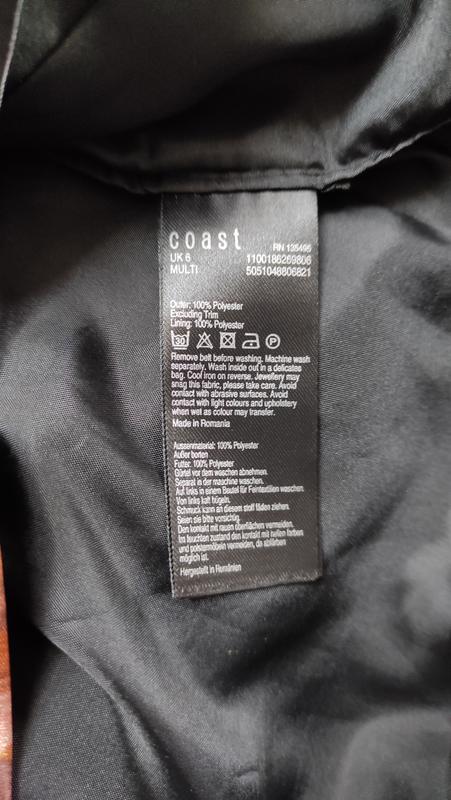 coast RN 135495
UK 6 1100186269806
MULTI 5051048806821
Outer: 100% Polyester
Excluding Trim
Lining: 100% Polyester
30 P
Remove belt before washing. Machine wash
separately. Wash inside out in a delicates
bag. Cool iron on reverse. Jewellery may
snag this fabric, please take care. Avoid
contact with abrasive surfaces. Avoid
contact with light colours and upholstery
when wet as colour may transfer.
Made in Romania
Aussenmaterial: 100% Polyester
Außer borten
Futter: 100% Polyester
Gürtel vor dem waschen abnehmen.
Separat in der maschine waschen.
Auf links in einem Beutel für Feintextilien waschen.
Von links kalt bügeln.
Schmuck kann an diesem stoff fäden ziehen.
Seien sie bitte vorsichtig.
Den kontakt mit rauen oberflächen vermeiden.
Im feuchten zustand den kontakt mit hellen farben
und polstermöbeln vermeiden, da abfärben
möglich ist.
Hergestellt in Rumänien